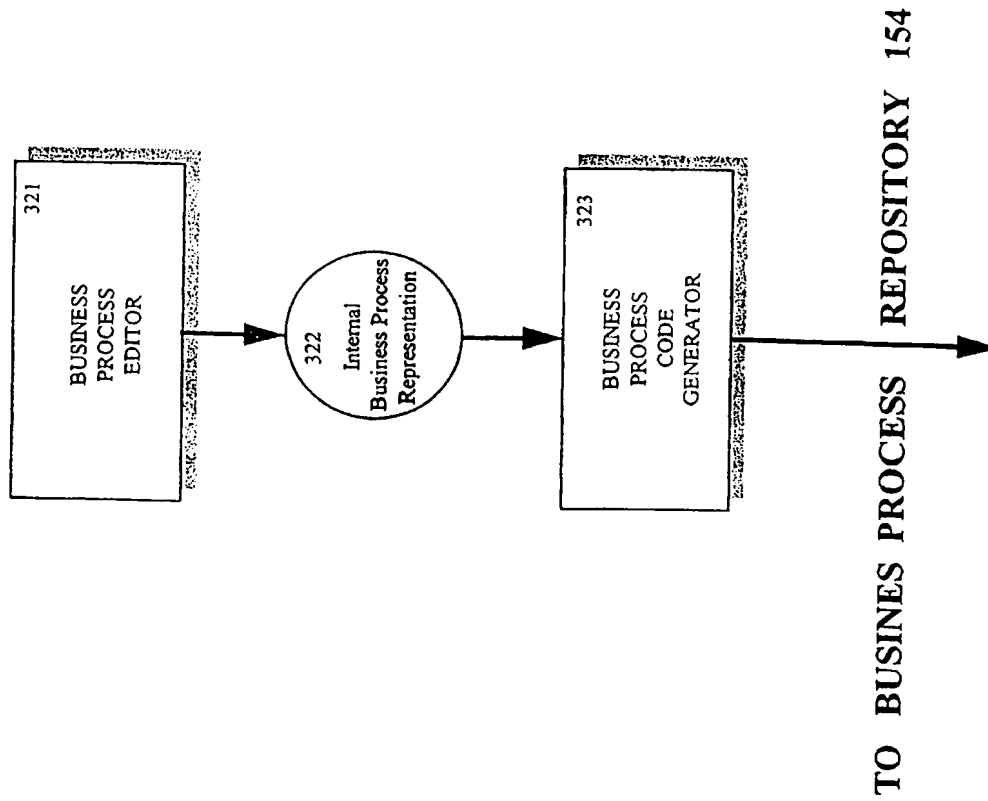 321
BUSINESS
PROCESS
EDITOR
322
Internal
Business Process
Representation
323
BUSINESS
PROCESS
CODE
GENERATOR
TO BUSINES PROCESS REPOSITORY 154